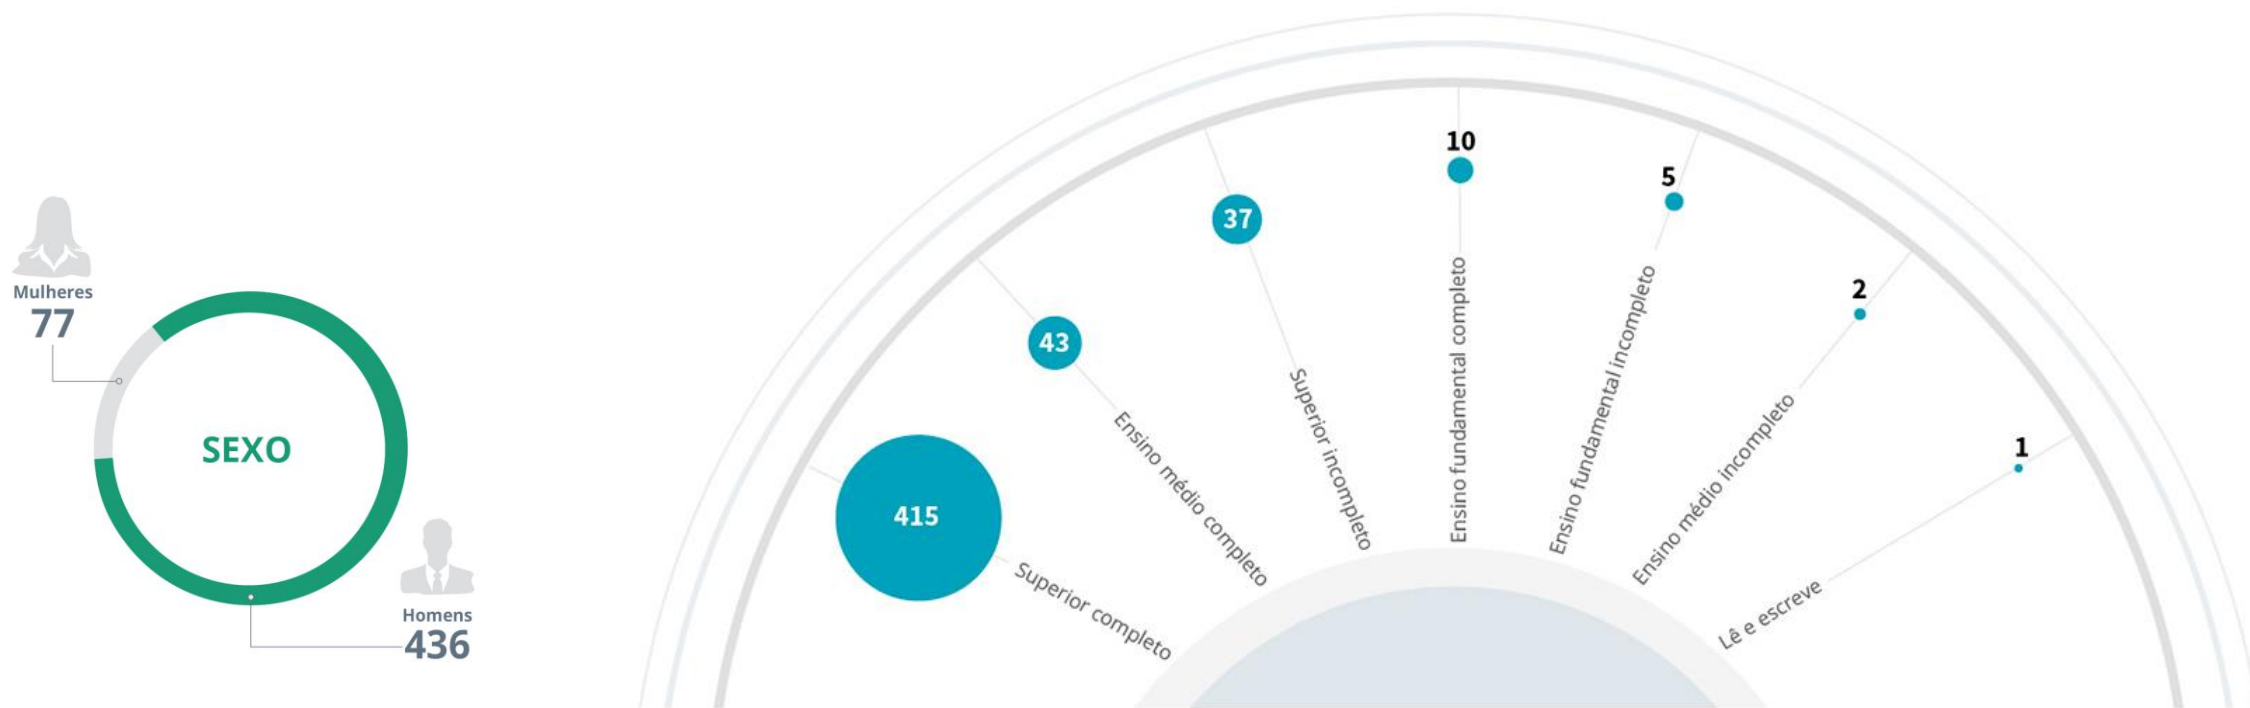 Mulheres
77
SEXO
Homens
436
415
Superior completo
43
Ensino médio completo
37
Superior incompleto
10
Ensino fundamental completo
5
Ensino fundamental incompleto
2
Ensino médio incompleto
1
Lê e escreve